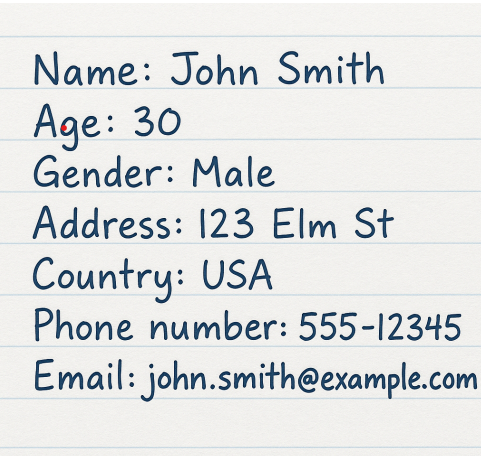 Name: John Smith
Age: 30
Gender: Male
Address: 123 Elm St
Country: USA
Phone number: 555-12345
Email: john.smith@example.com